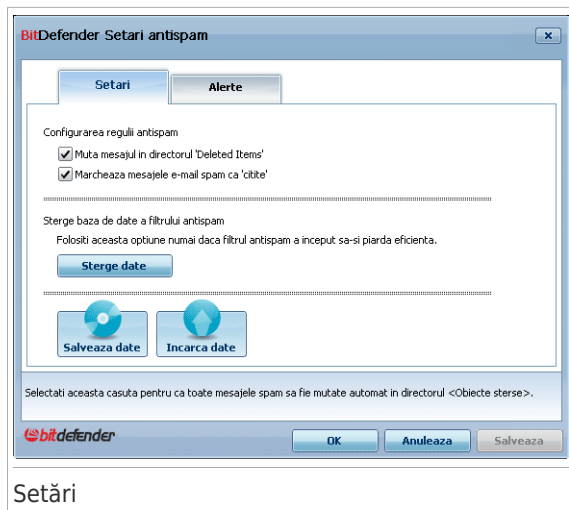 BitDefender Setari antispam
Setari
Alerte
Configurarea regulii antispam
Muta mesajul in directorul 'Deleted Items'
Marcheaza mesajele e-mail spam ca 'citite'
Sterge baza de date a filtrului antispam
Folositi aceasta optiune numai daca filtrul antispam a inceput sa-si piarda eficienta.
Sterge date
Salveaza date
Incarca date
Selectati aceasta casuta pentru ca toate mesajele spam sa fie mutate automat in directorul <Obiecte sterse>.
bitdefender
OK
Anuleaza
Salveaza
Setări